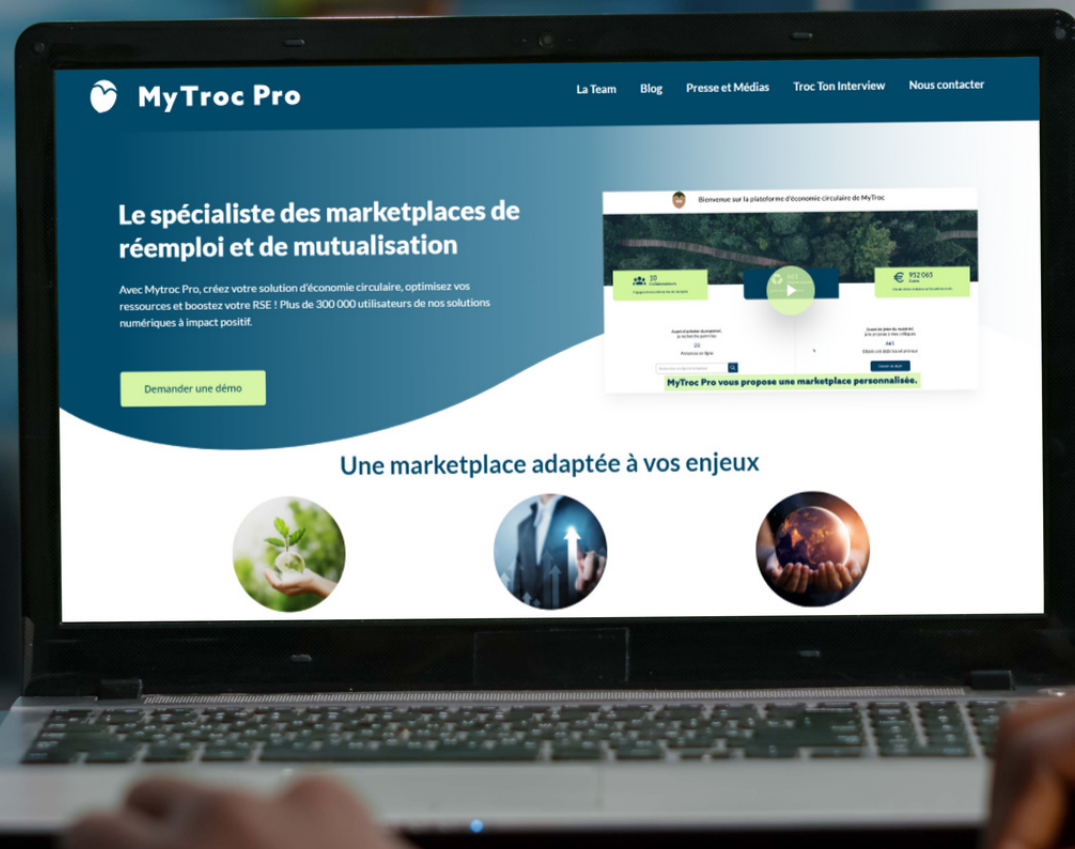 MyTroc Pro
La Team
Blog
Presse et Médias
Troc Ton Interview
Nous contacter
Le spécialiste des marketplaces de
réemploi et de mutualisation
Avec Mytroc Pro, créez votre solution d'économie circulaire, optimisez vos
ressources et boostez votre RSE ! Plus de 300 000 utilisateurs de nos solutions
numériques à impact positif.
Demander une démo
Bienvenue sur la plateforme d'économie circulaire de MyTroc
10
Collaborateurs
952 065
MyTroc Pro vous propose une marketplace personnalisée.
Une marketplace adaptée à vos enjeux